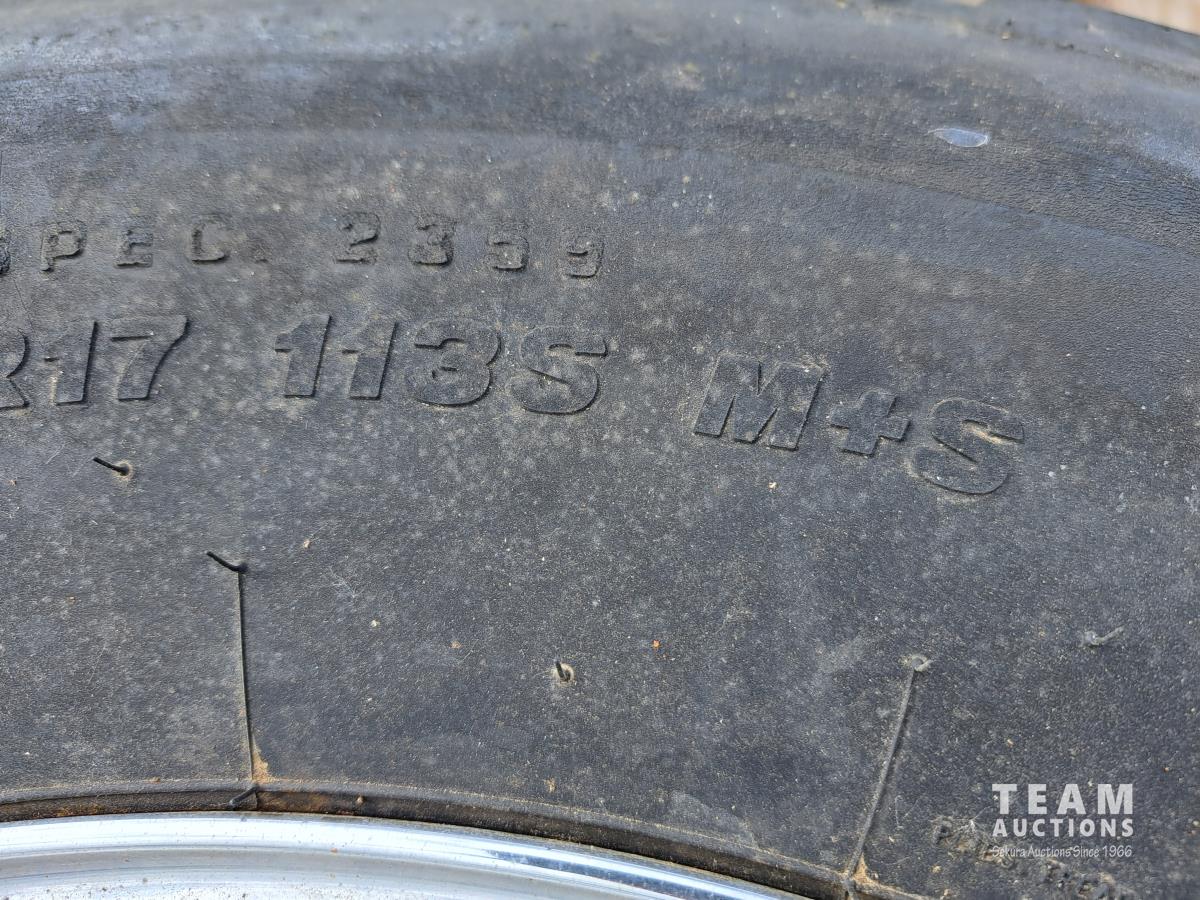 SPEC. 2359
R17 113S M+S
TEAM
AUCTIONS
Sekura Auctions Since 1966